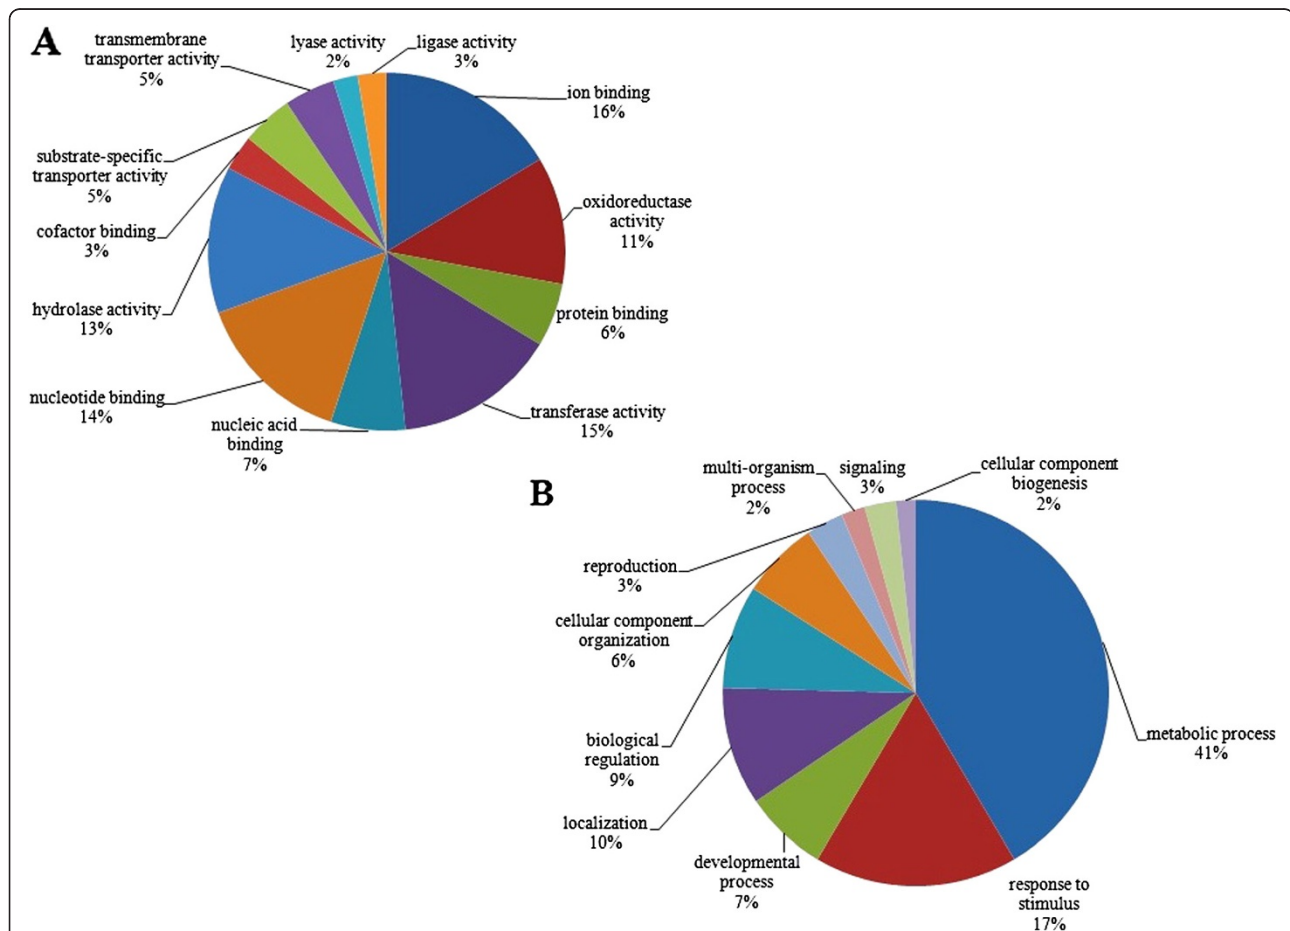 A
transmembrane
transporter activity
5%
lyase activity
2%
ligase activity
3%
ion binding
16%
substrate-specific
transporter activity
5%
oxidoreductase
activity
11%
cofactor binding
3%
hydrolase activity
13%
protein binding
6%
nucleotide binding
14%
nucleic acid
binding
7%
transferase activity
15%
B
multi-organism
process
2%
signaling
3%
cellular component
biogenesis
2%
reproduction
3%
cellular component
organization
6%
biological
regulation
9%
metabolic process
41%
localization
10%
developmental
process
7%
response to
stimulus
17%